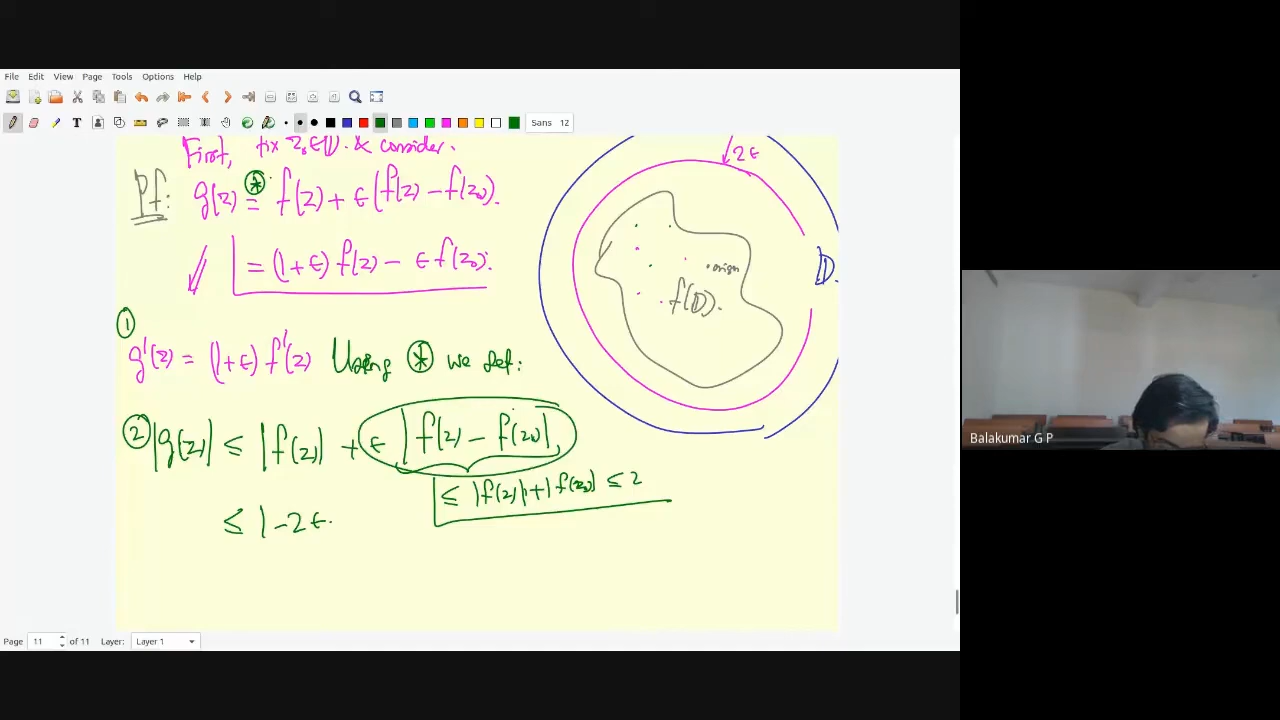 File Edit View Page Tools Options Help
Sans 12
First, fix z₀ ∈ D. & consider.
Pf: g(z) ⊛= f(z) + ϵ (f(z) − f(z₀)).
= (1+ϵ) f(z) − ϵ f(z₀).
①
g'(z) = (1+ϵ) f'(z) Using ⊛ we get:
② |g(z)| ≤ |f(z)| + ϵ |f(z) − f(z₀)|,
≤ |f(z)| + |f(z₀)| ≤ 2
≤ 1 − 2ϵ.
2ϵ
D.
origin
f(D).
Balakumar G P
Page 11 of 11 Layer: Layer 1